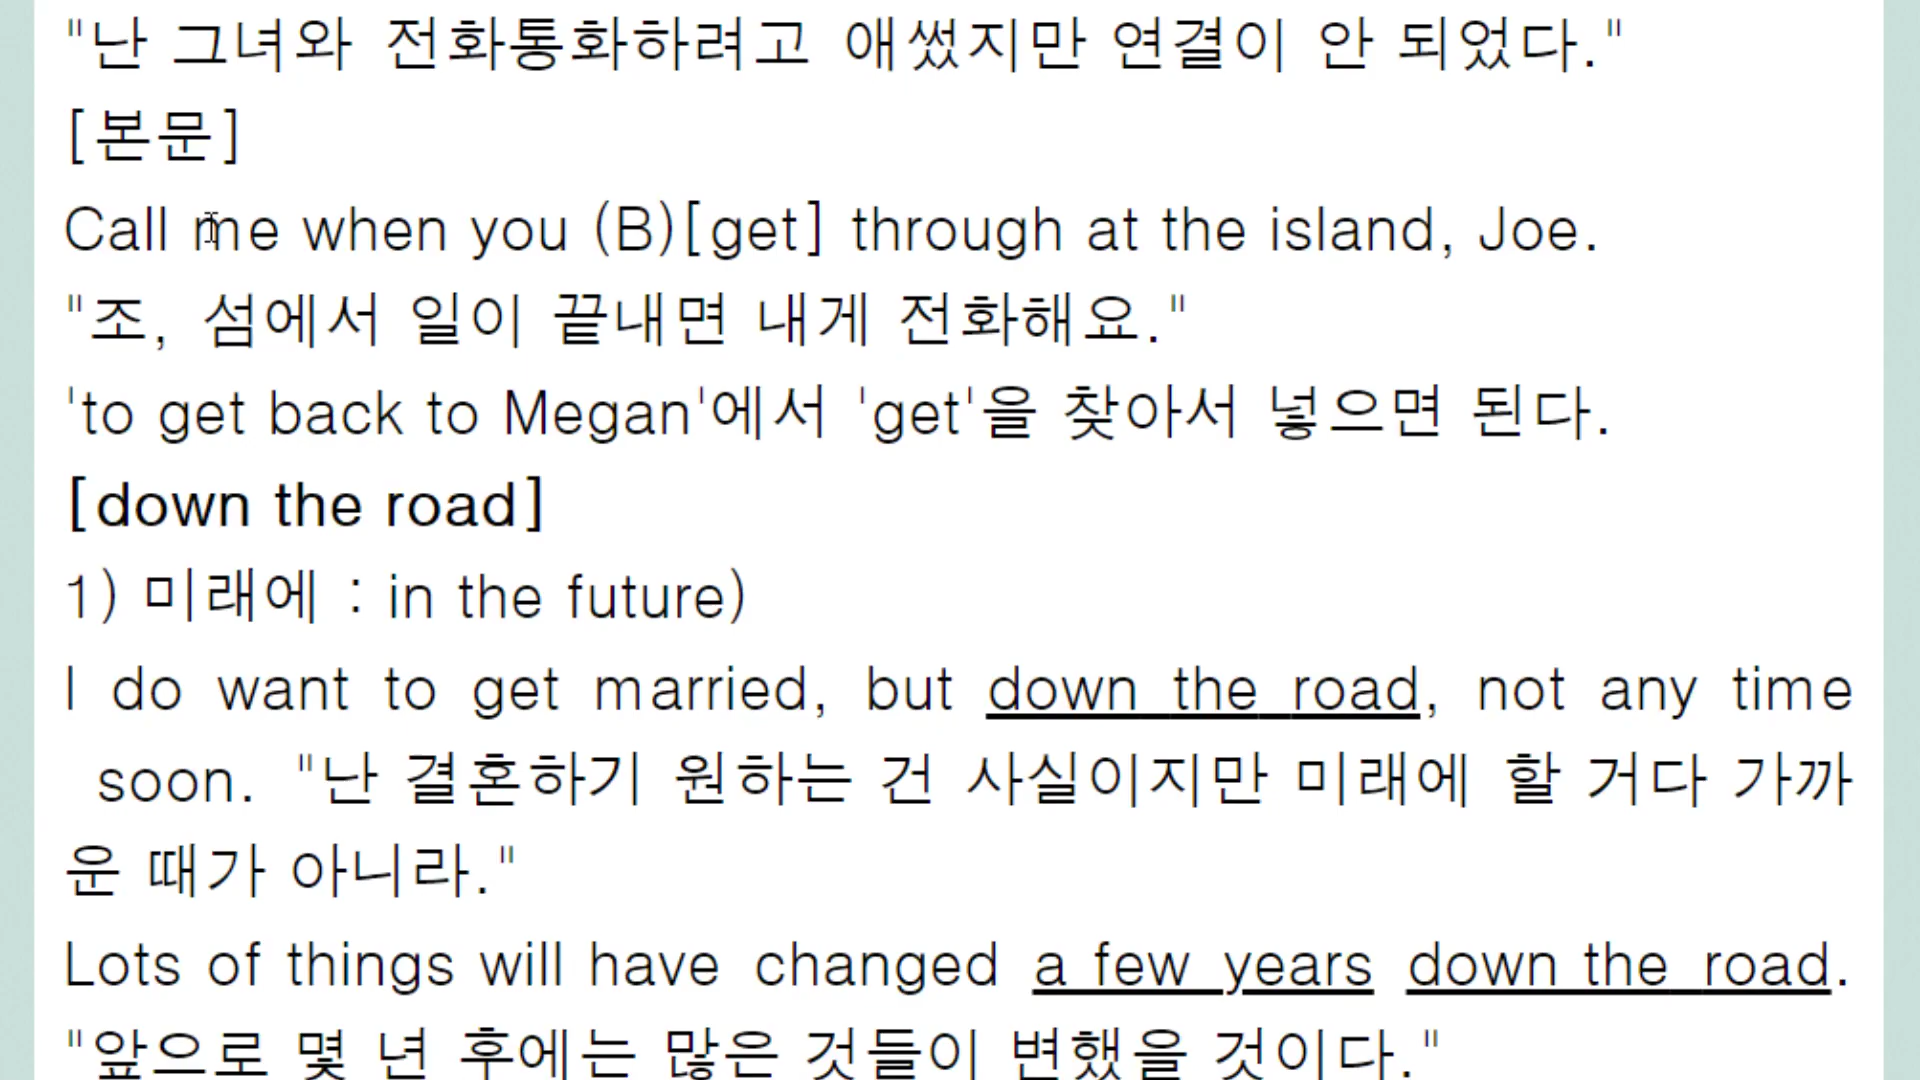 "난 그녀와 전화통화하려고 애썼지만 연결이 안 되었다."
[본문]
Call me when you (B)[get] through at the island, Joe.
"조, 섬에서 일이 끝내면 내게 전화해요."
'to get back to Megan'에서 'get'을 찾아서 넣으면 된다.
[down the road]
1) 미래에 : in the future)
I do want to get married, but down the road, not any time
soon. "난 결혼하기 원하는 건 사실이지만 미래에 할 거다 가까
운 때가 아니라."
Lots of things will have changed a few years down the road.
"앞으로 몇 년 후에는 많은 것들이 변했을 것이다."